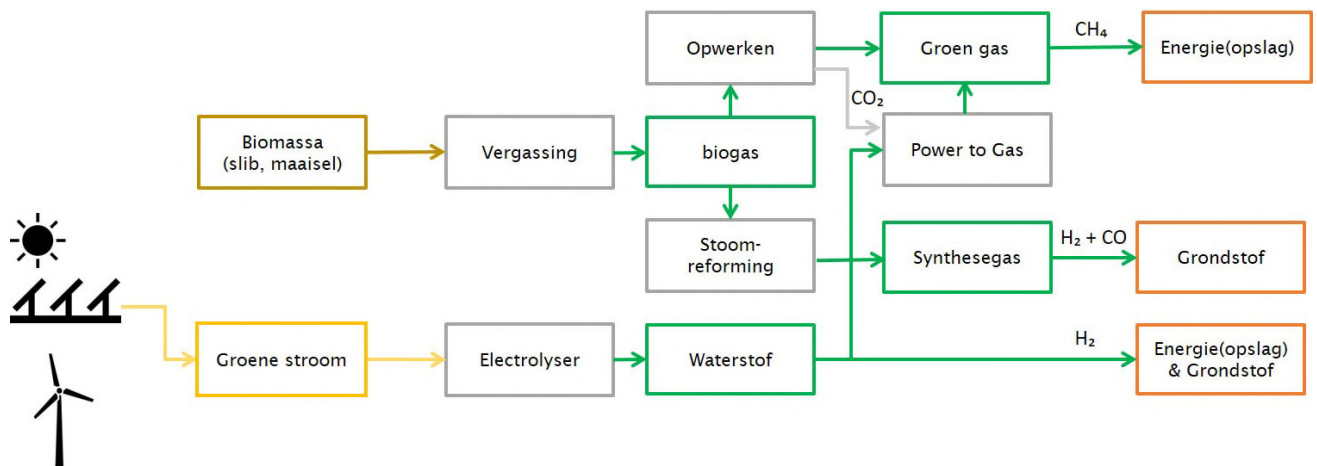 Opwerken
Groen gas
CH₄
Energie(opslag)
CO₂
Biomassa
(slib, maaisel)
Vergassing
biogas
Power to Gas
Stoom-
reforming
Synthesegas
H₂ + CO
Grondstof
Groene stroom
Electrolyser
Waterstof
H₂
Energie(opslag)
& Grondstof